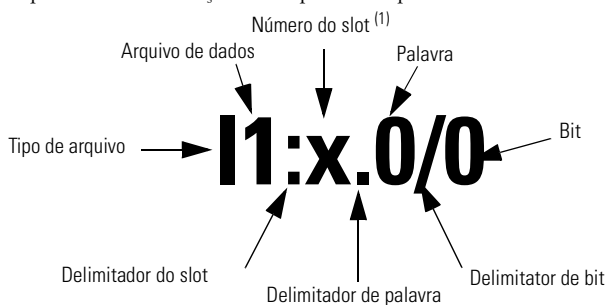 Número do slot (1)
Arquivo de dados
Palavra
Tipo de arquivo
I1:x.0/0
Bit
Delimitador do slot
Delimitador de palavra
Delimitator de bit